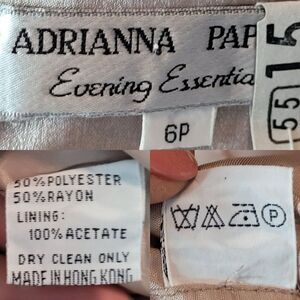 ADRIANNA PAP
Evening Essentia
6P
55
15
50%POLYESTER
50%RAYON
LINING:
100%ACETATE
DRY CLEAN ONLY
MADE IN HONG KONG
P